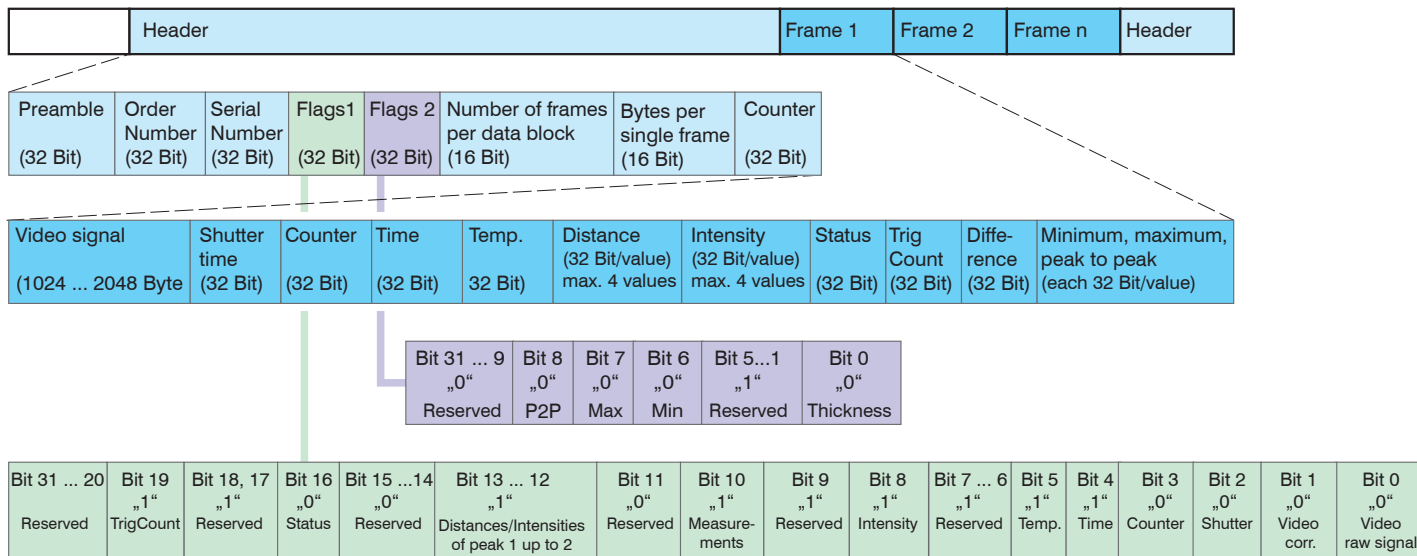 Header
Frame 1
Frame 2
Frame n
Header
Preamble
(32 Bit)
Order
Number
(32 Bit)
Serial
Number
(32 Bit)
Flags1
(32 Bit)
Flags 2
(32 Bit)
Number of frames
per data block
(16 Bit)
Bytes per
single frame
(16 Bit)
Counter
(32 Bit)
Video signal
(1024 ... 2048 Byte
Shutter
time
(32 Bit)
Counter
(32 Bit)
Time
(32 Bit)
Temp.
32 Bit)
Distance
(32 Bit/value)
max. 4 values
Intensity
(32 Bit/value)
max. 4 values
Status
(32 Bit)
Trig
Count
(32 Bit)
Diffe-
rence
(32 Bit)
Minimum, maximum,
peak to peak
(each 32 Bit/value)
Bit 31 ... 9
„0“
Reserved
Bit 8
„0“
P2P
Bit 7
„0“
Max
Bit 6
„0“
Min
Bit 5...1
„1“
Reserved
Bit 0
„0“
Thickness
Bit 31 ... 20
Reserved
Bit 19
„1“
TrigCount
Bit 18, 17
„1“
Reserved
Bit 16
„0“
Status
Bit 15 ...14
„0“
Reserved
Bit 13 ... 12
„1“
Distances/Intensities
of peak 1 up to 2
Bit 11
„0“
Reserved
Bit 10
„1“
Measure-
ments
Bit 9
„1“
Reserved
Bit 8
„1“
Intensity
Bit 7 ... 6
„1“
Reserved
Bit 5
„1“
Temp.
Bit 4
„1“
Time
Bit 3
„0“
Counter
Bit 2
„0“
Shutter
Bit 1
„0“
Video
corr.
Bit 0
„0“
Video
raw signal